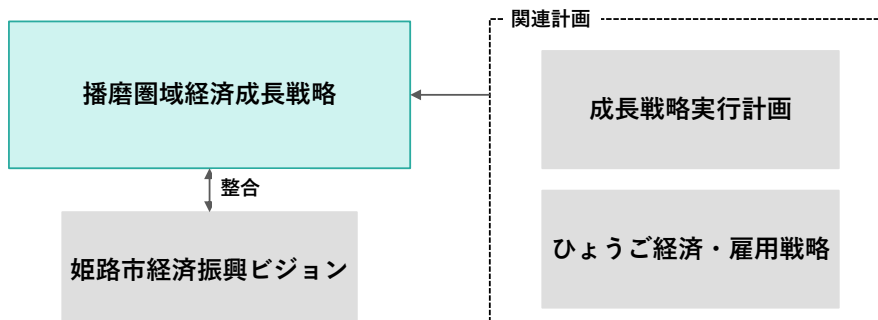 関連計画
播磨圏域経済成長戦略
成長戦略実行計画
整合
姫路市経済振興ビジョン
ひょうご経済・雇用戦略